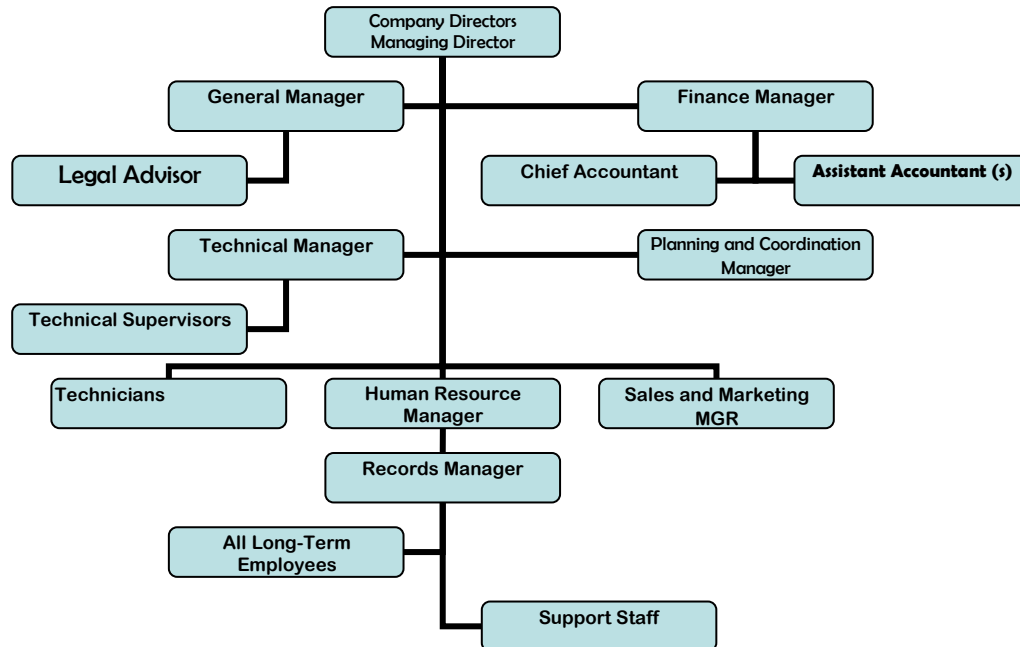 Company Directors
Managing Director
General Manager
Finance Manager
Legal Advisor
Chief Accountant
Assistant Accountant (s)
Technical Manager
Planning and Coordination
Manager
Technical Supervisors
Technicians
Human Resource
Manager
Sales and Marketing
MGR
Records Manager
All Long-Term
Employees
Support Staff